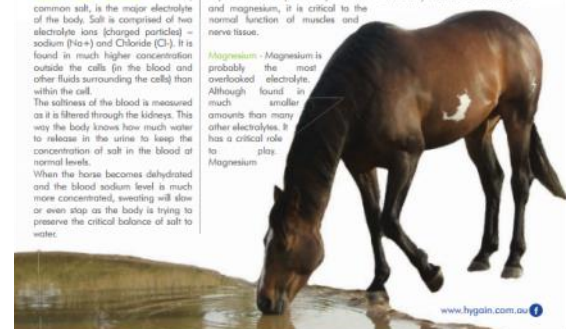 common salt, is the major electrolyte
of the body. Salt is comprised of two
electrolyte ions (charged particles) –
sodium (Na+) and Chloride (Cl-). It is
found in much higher concentration
outside the cells (in the blood and
other fluids surrounding the cells) than
within the cell.
The saltiness of the blood is measured
as it is filtered through the kidneys. This
way the body knows how much water
to release in the urine to keep the
concentration of salt in the blood at
normal levels.
When the horse becomes dehydrated
and the blood sodium level is much
more concentrated, sweating will slow
or even stop as the body is trying to
preserve the critical balance of salt to
water.
and magnesium, it is critical to the
normal function of muscles and
nerve tissue.
Magnesium - Magnesium is
probably the most
overlooked electrolyte.
Although found in
much smaller
amounts than many
other electrolytes. It
has a critical role
to play.
Magnesium
www.hygain.com.au